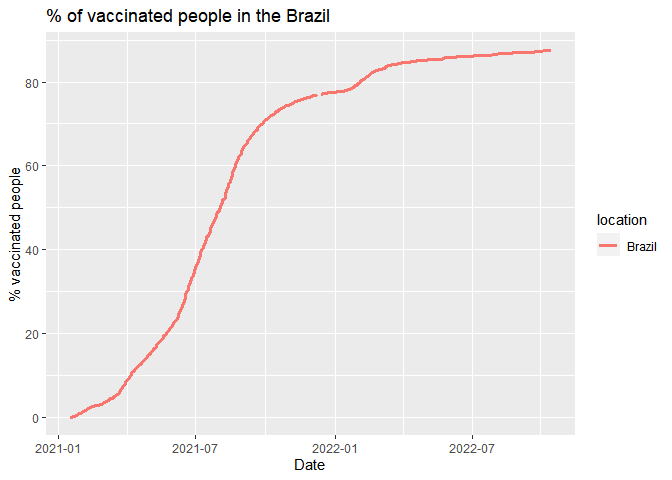 % of vaccinated people in the Brazil
% vaccinated people
80
60
40
20
0
2021-01
2021-07
2022-01
2022-07
Date
location
Brazil